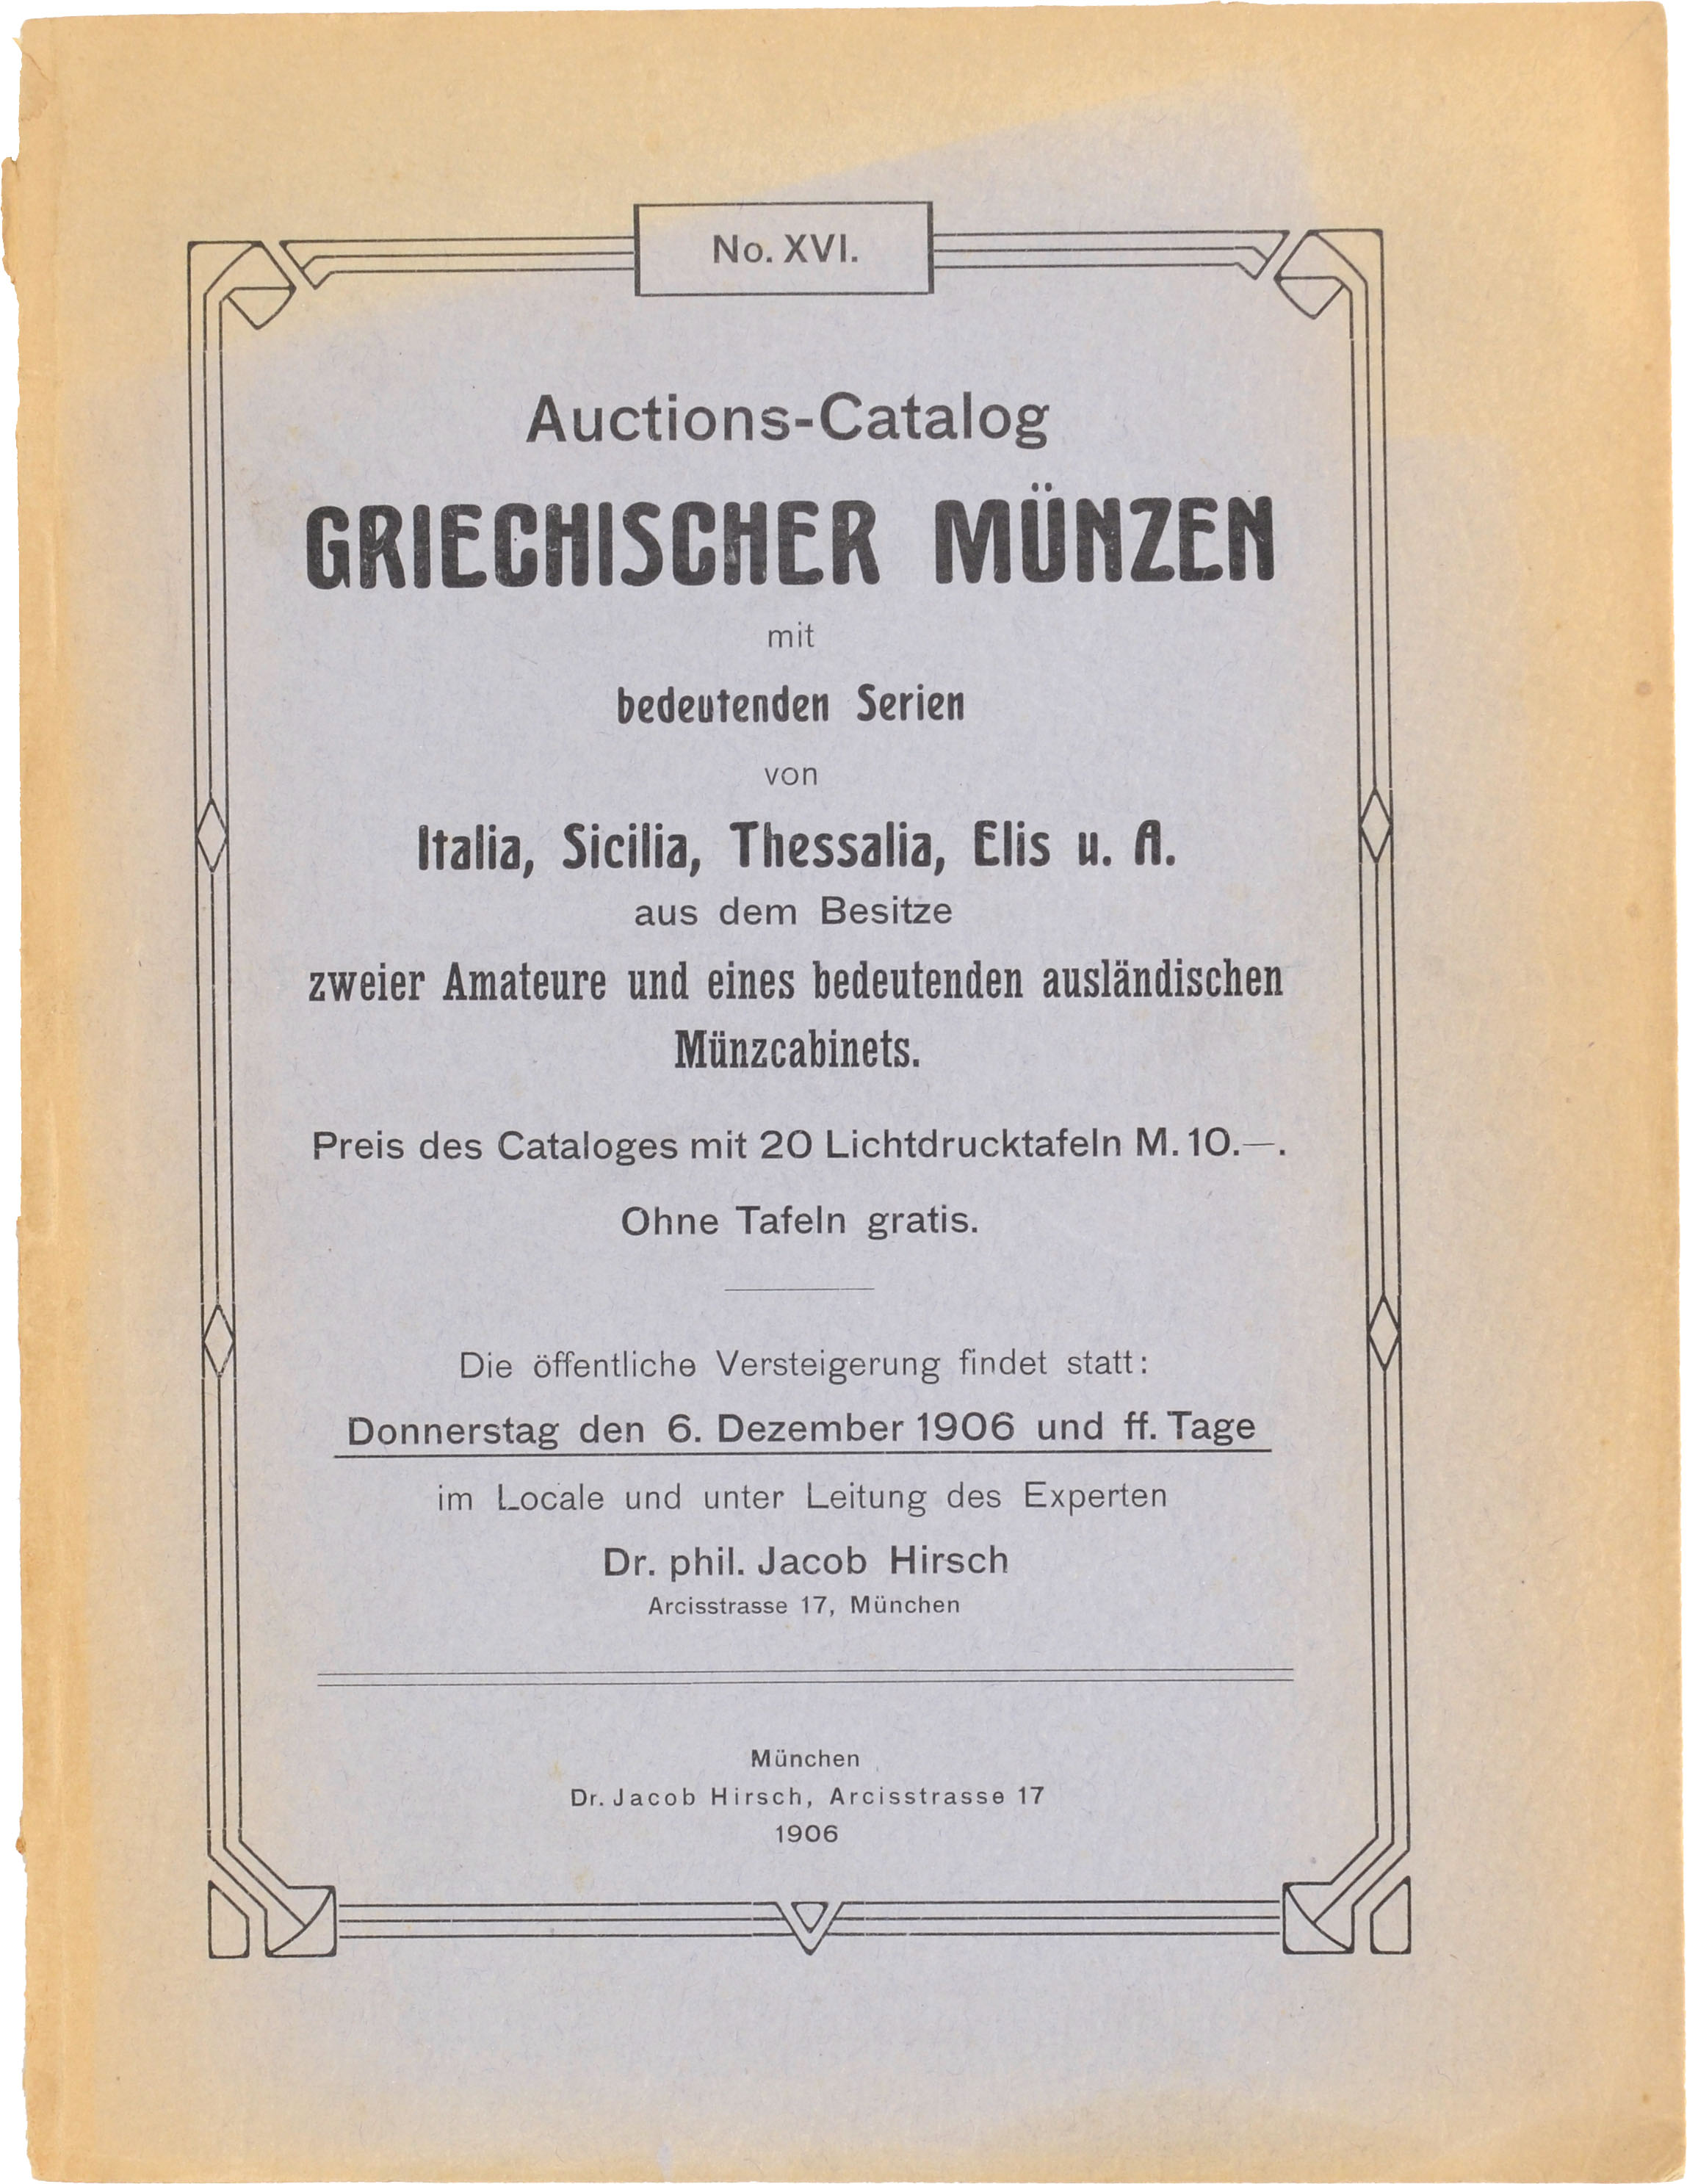 No. XVI.
Auctions-Catalog
GRIECHISCHER MÜNZEN
mit
bedeutenden Serien
von
Italia, Sicilia, Thessalia, Elis u. A.
aus dem Besitze
zweier Amateure und eines bedeutenden ausländischen
Münzcabinets.
Preis des Cataloges mit 20 Lichtdrucktafeln M. 10.—.
Ohne Tafeln gratis.
Die öffentliche Versteigerung findet statt:
Donnerstag den 6. Dezember 1906 und ff. Tage
im Locale und unter Leitung des Experten
Dr. phil. Jacob Hirsch
Arcisstrasse 17, München
München
Dr. Jacob Hirsch, Arcisstrasse 17
1906